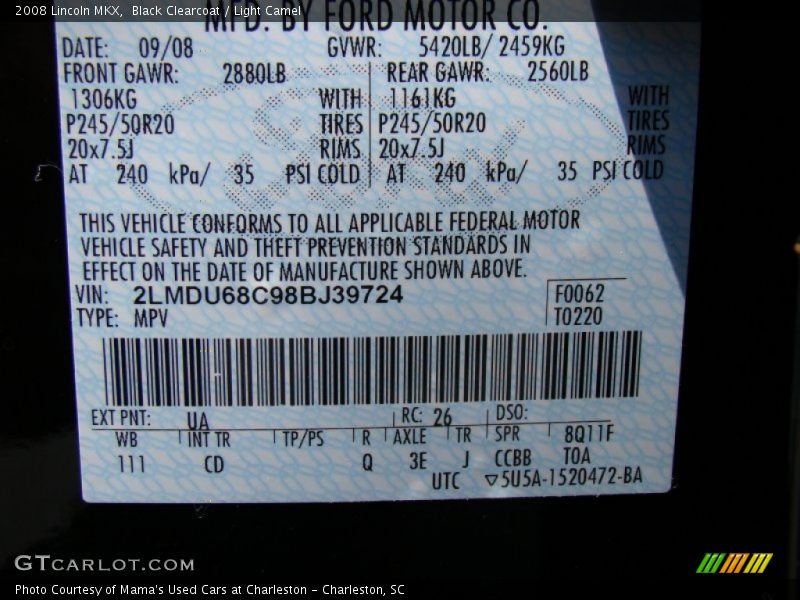 2008 Lincoln MKX, Black Clearcoat / Light Camel
MFD. BY FORD MOTOR CO.
DATE: 09/08 GVWR: 5420LB/ 2459KG
FRONT GAWR: 2880LB REAR GAWR: 2560LB
1306KG WITH 1161KG WITH
P245/50R20 TIRES P245/50R20 TIRES
20x7.5J RIMS 20x7.5J RIMS
AT 240 kPa/ 35 PSI COLD AT 240 kPa/ 35 PSI COLD
THIS VEHICLE CONFORMS TO ALL APPLICABLE FEDERAL MOTOR
VEHICLE SAFETY AND THEFT PREVENTION STANDARDS IN
EFFECT ON THE DATE OF MANUFACTURE SHOWN ABOVE.
VIN: 2LMDU68C98BJ39724 F0062
TYPE: MPV T0220
EXT PNT: UA RC: 26 DSO:
WB INT TR TP/PS R AXLE TR SPR 8Q11F
111 CD Q 3E J CCBB TOA
UTC ▽5U5A-1520472-BA
GTCARLOT.COM
Photo Courtesy of Mama's Used Cars at Charleston - Charleston, SC